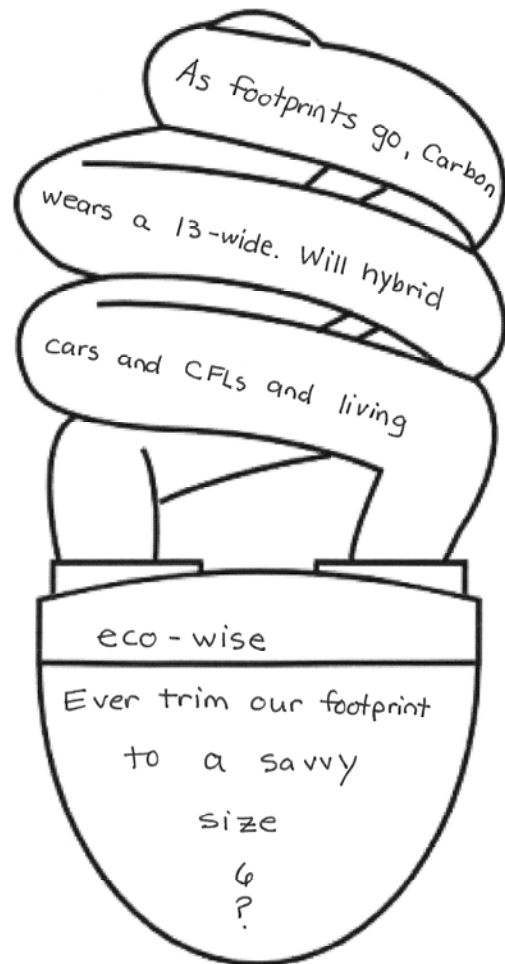 As footprints go, Carbon
wears a 13-wide. Will hybrid
cars and CFLs and living
eco-wise
Ever trim our footprint
to a savvy
size
6
?